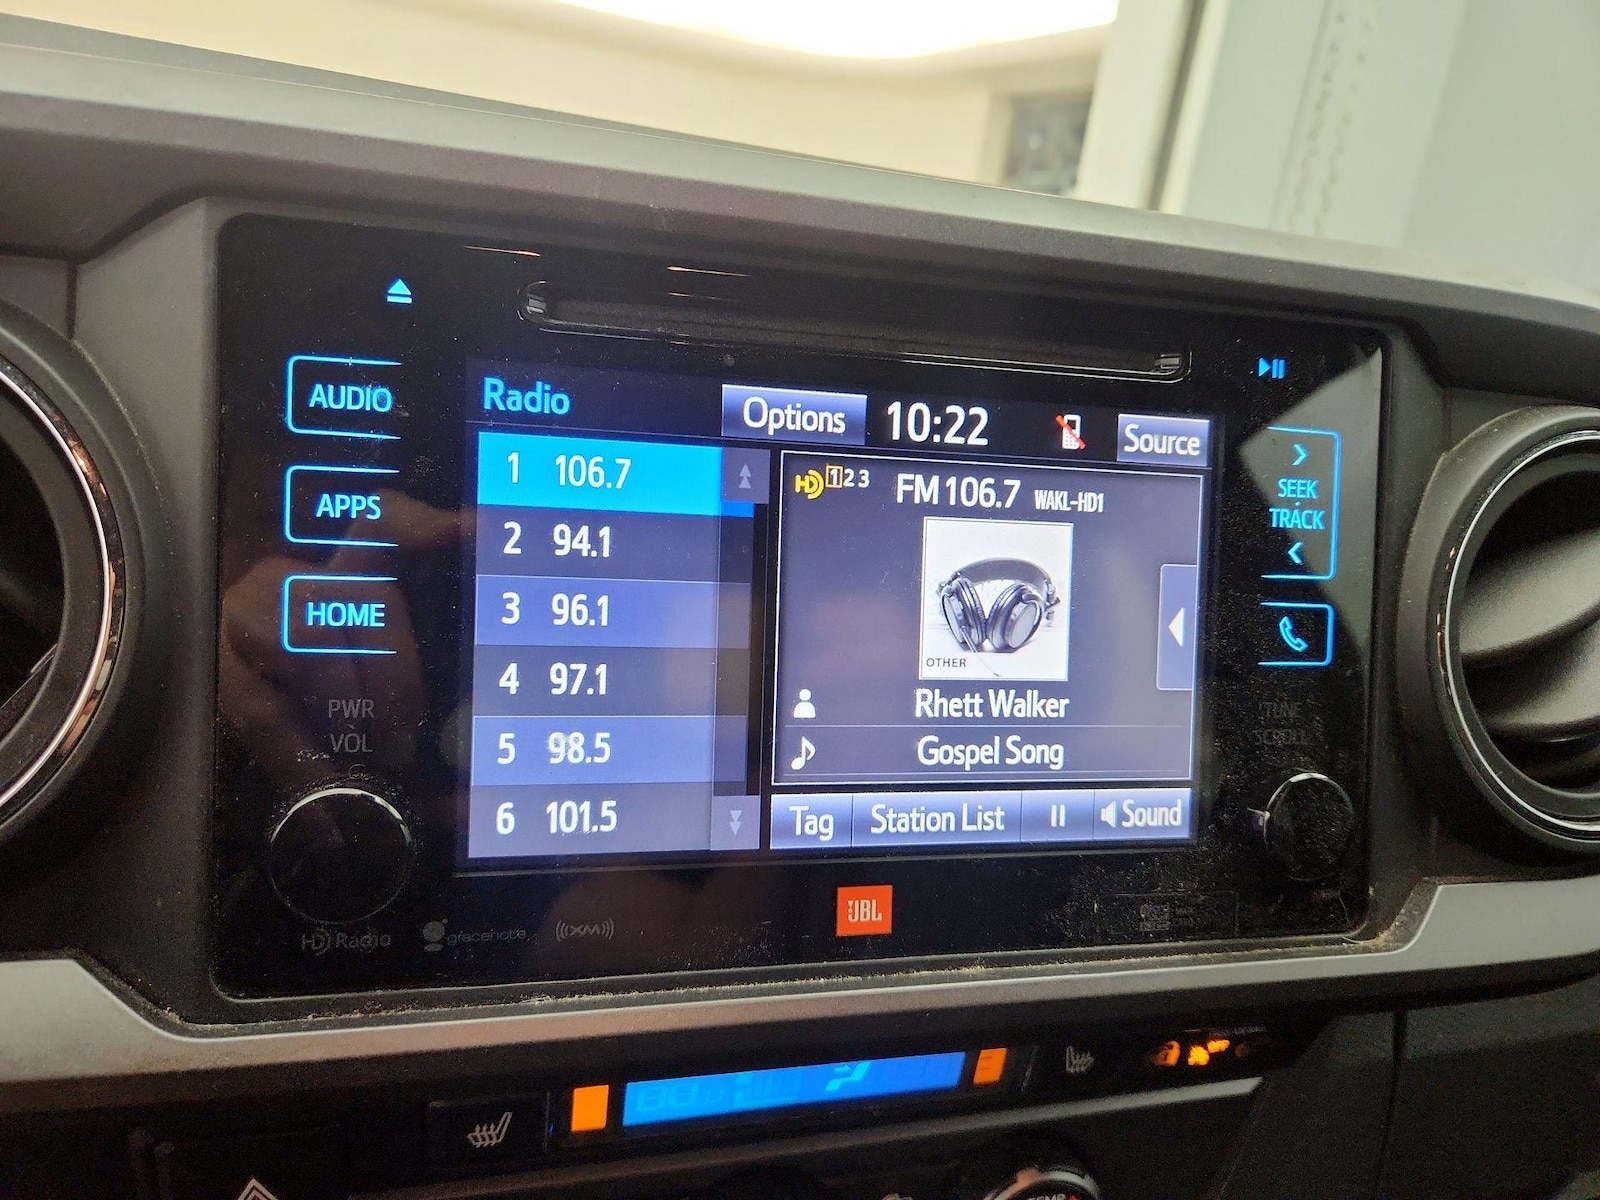 AUDIO
APPS
HOME
PWR
VOL
Radio
Options
10:22
Source
1 106.7
2 94.1
3 96.1
4 97.1
5 98.5
6 101.5
HD 1 2 3
FM 106.7 WAKL-HD1
OTHER
Rhett Walker
Gospel Song
Tag
Station List
Sound
SEEK
TRACK
TUNE
SCROLL
HD Radio
gracenote
((XM))
JBL